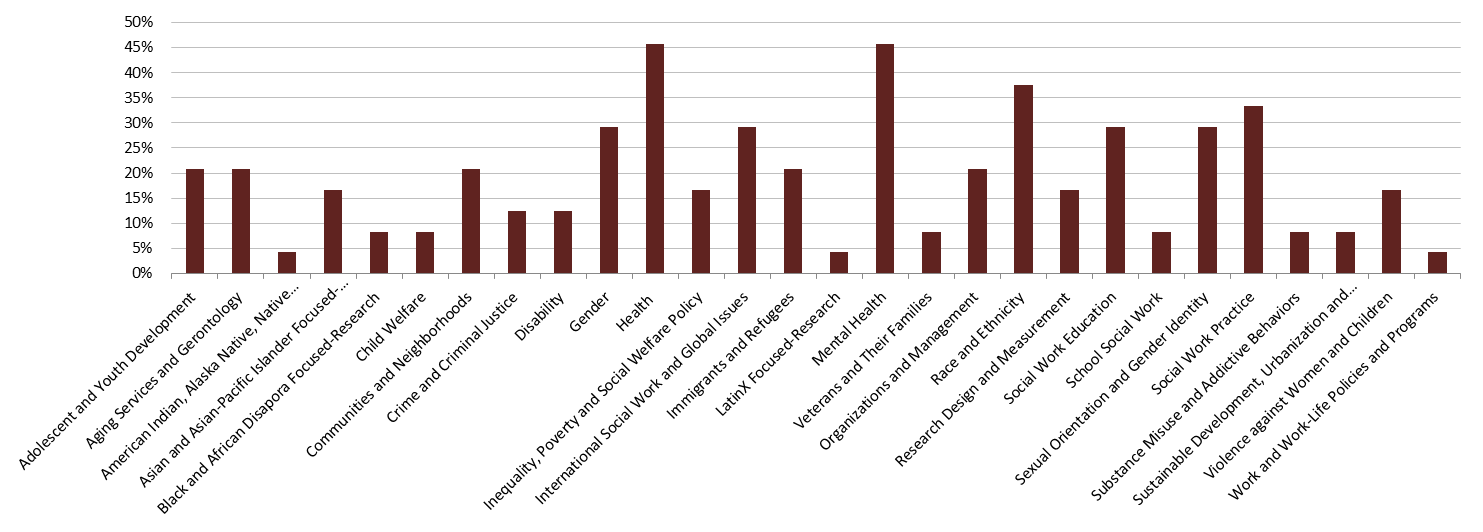 50%
45%
40%
35%
30%
25%
20%
15%
10%
5%
0%
Adolescent and Youth Development
Aging Services and Gerontology
American Indian, Alaska Native, Native...
Asian and Asian-Pacific Islander Focused-...
Black and African Disapora Focused-Research
Child Welfare
Communities and Neighborhoods
Crime and Criminal Justice
Disability
Gender
Health
Inequality, Poverty and Social Welfare Policy
International Social Work and Global Issues
Immigrants and Refugees
LatinX Focused-Research
Mental Health
Veterans and Their Families
Organizations and Management
Race and Ethnicity
Research Design and Measurement
Social Work Education
School Social Work
Sexual Orientation and Gender Identity
Social Work Practice
Substance Misuse and Addictive Behaviors
Sustainable Development, Urbanization and...
Violence against Women and Children
Work and Work-Life Policies and Programs